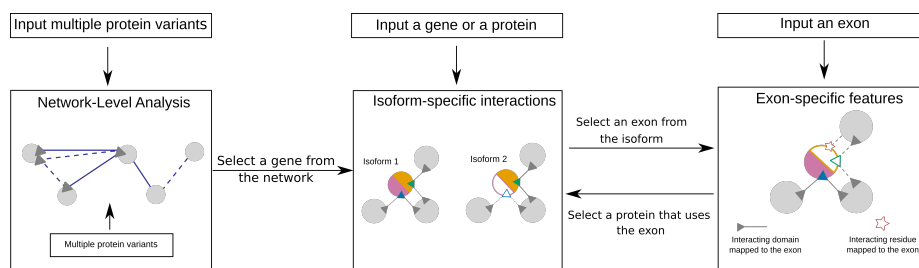 Input multiple protein variants
Input a gene or a protein
Input an exon
Network-Level Analysis
Multiple protein variants
Select a gene from
the network
Isoform-specific interactions
Isoform 1
Isoform 2
Select an exon from
the isoform
Select a protein that uses
the exon
Exon-specific features
Interacting domain
mapped to the exon
Interacting residue
mapped to the exon